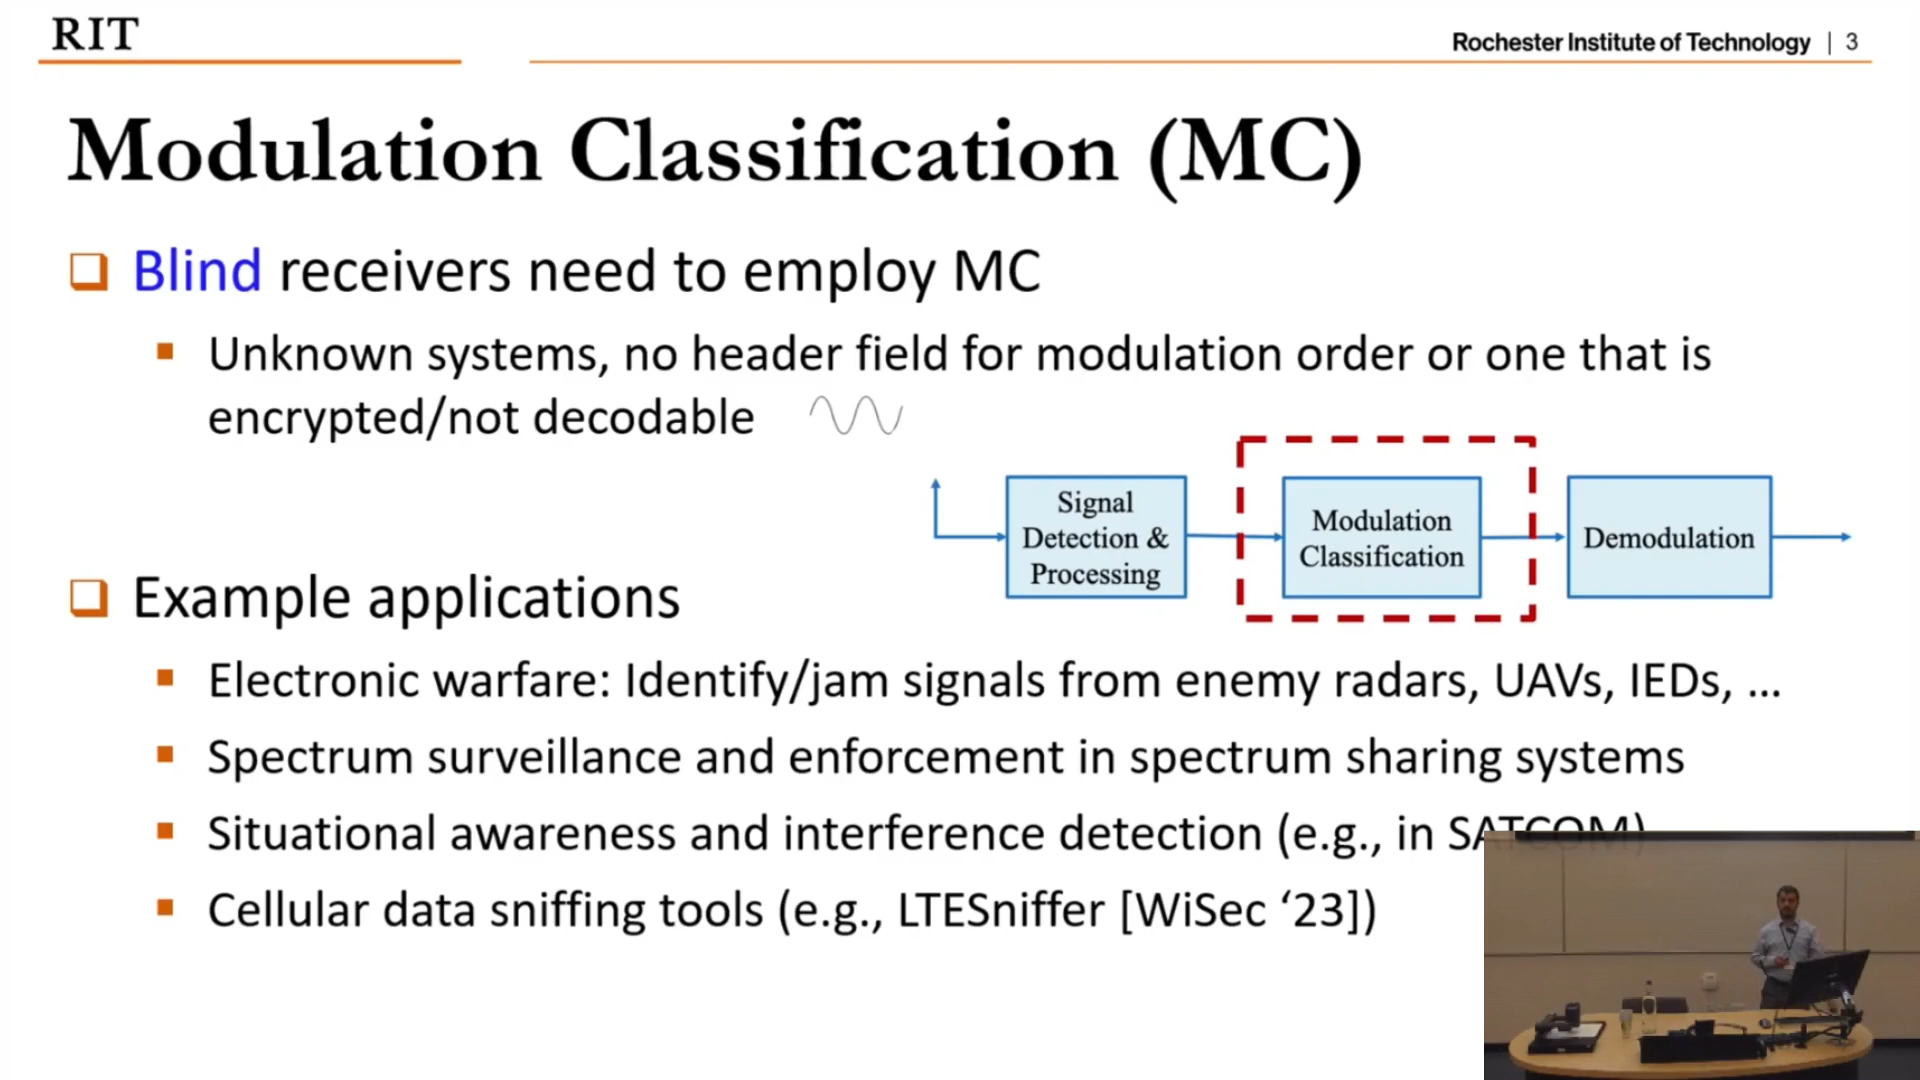 RIT
Rochester Institute of Technology | 3
Modulation Classification (MC)
Blind receivers need to employ MC
Unknown systems, no header field for modulation order or one that is
encrypted/not decodable
Signal
Detection &
Processing
Modulation
Classification
Demodulation
Example applications
Electronic warfare: Identify/jam signals from enemy radars, UAVs, IEDs, ...
Spectrum surveillance and enforcement in spectrum sharing systems
Situational awareness and interference detection (e.g., in SATCOM)
Cellular data sniffing tools (e.g., LTESniffer [WiSec ‘23])